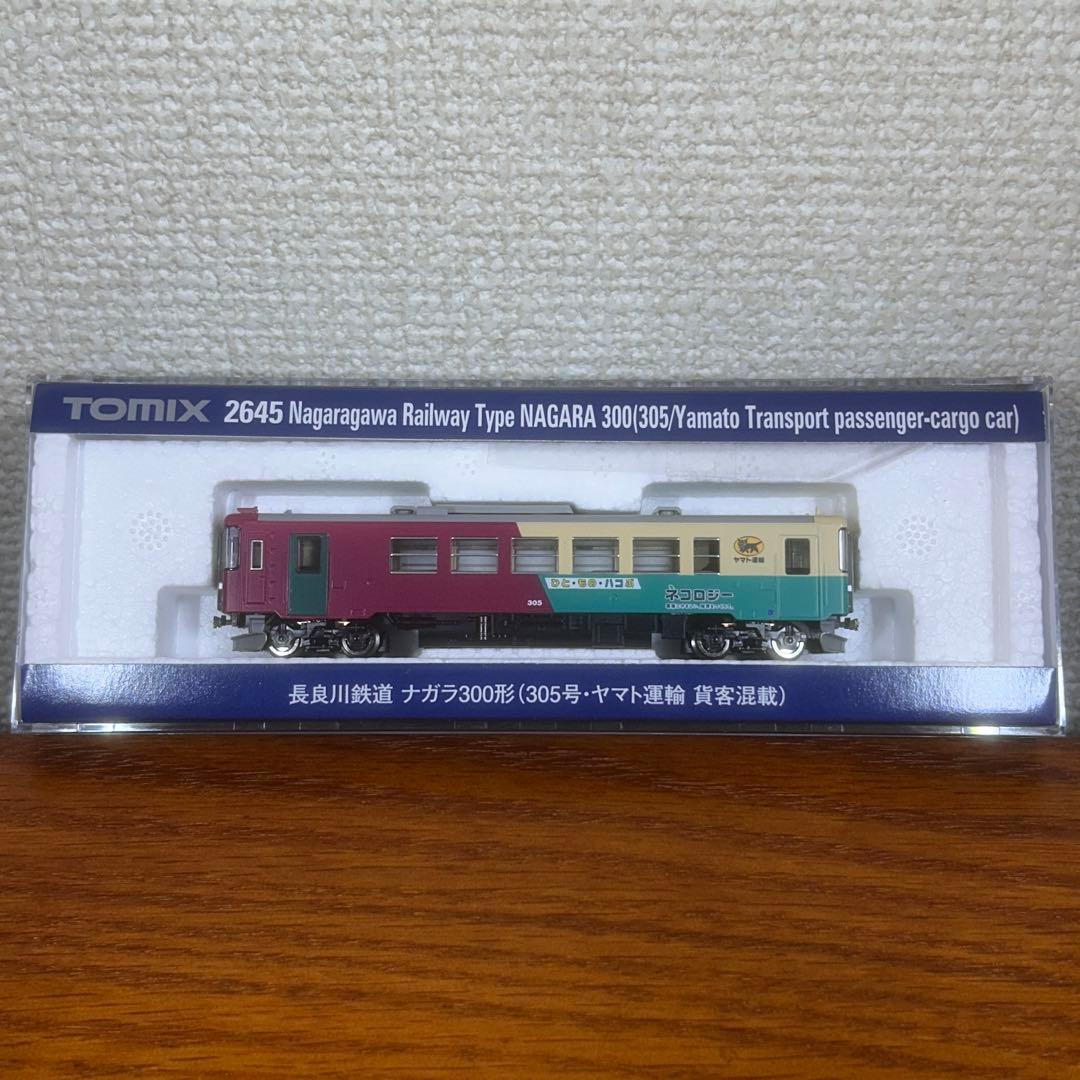 TOMIX 2645 Nagaragawa Railway Type NAGARA 300(305/Yamato Transport passenger-cargo car)
ヤマト運輸
ひと・もの・ハコぶ
ネコロジー
305
長良川鉄道 ナガラ300形(305号・ヤマト運輸 貨客混載)